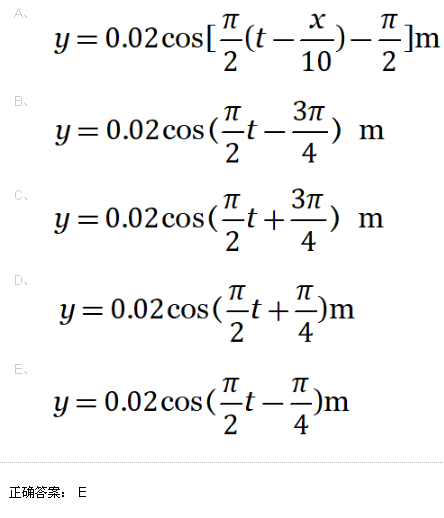 A、 y = 0.02cos[π/2(t − x/10) − π/2]m
B、 y = 0.02cos(π/2 t − 3π/4) m
C、 y = 0.02cos(π/2 t + 3π/4) m
D、 y = 0.02cos(π/2 t + π/4)m
E、 y = 0.02cos(π/2 t − π/4)m
正确答案： E